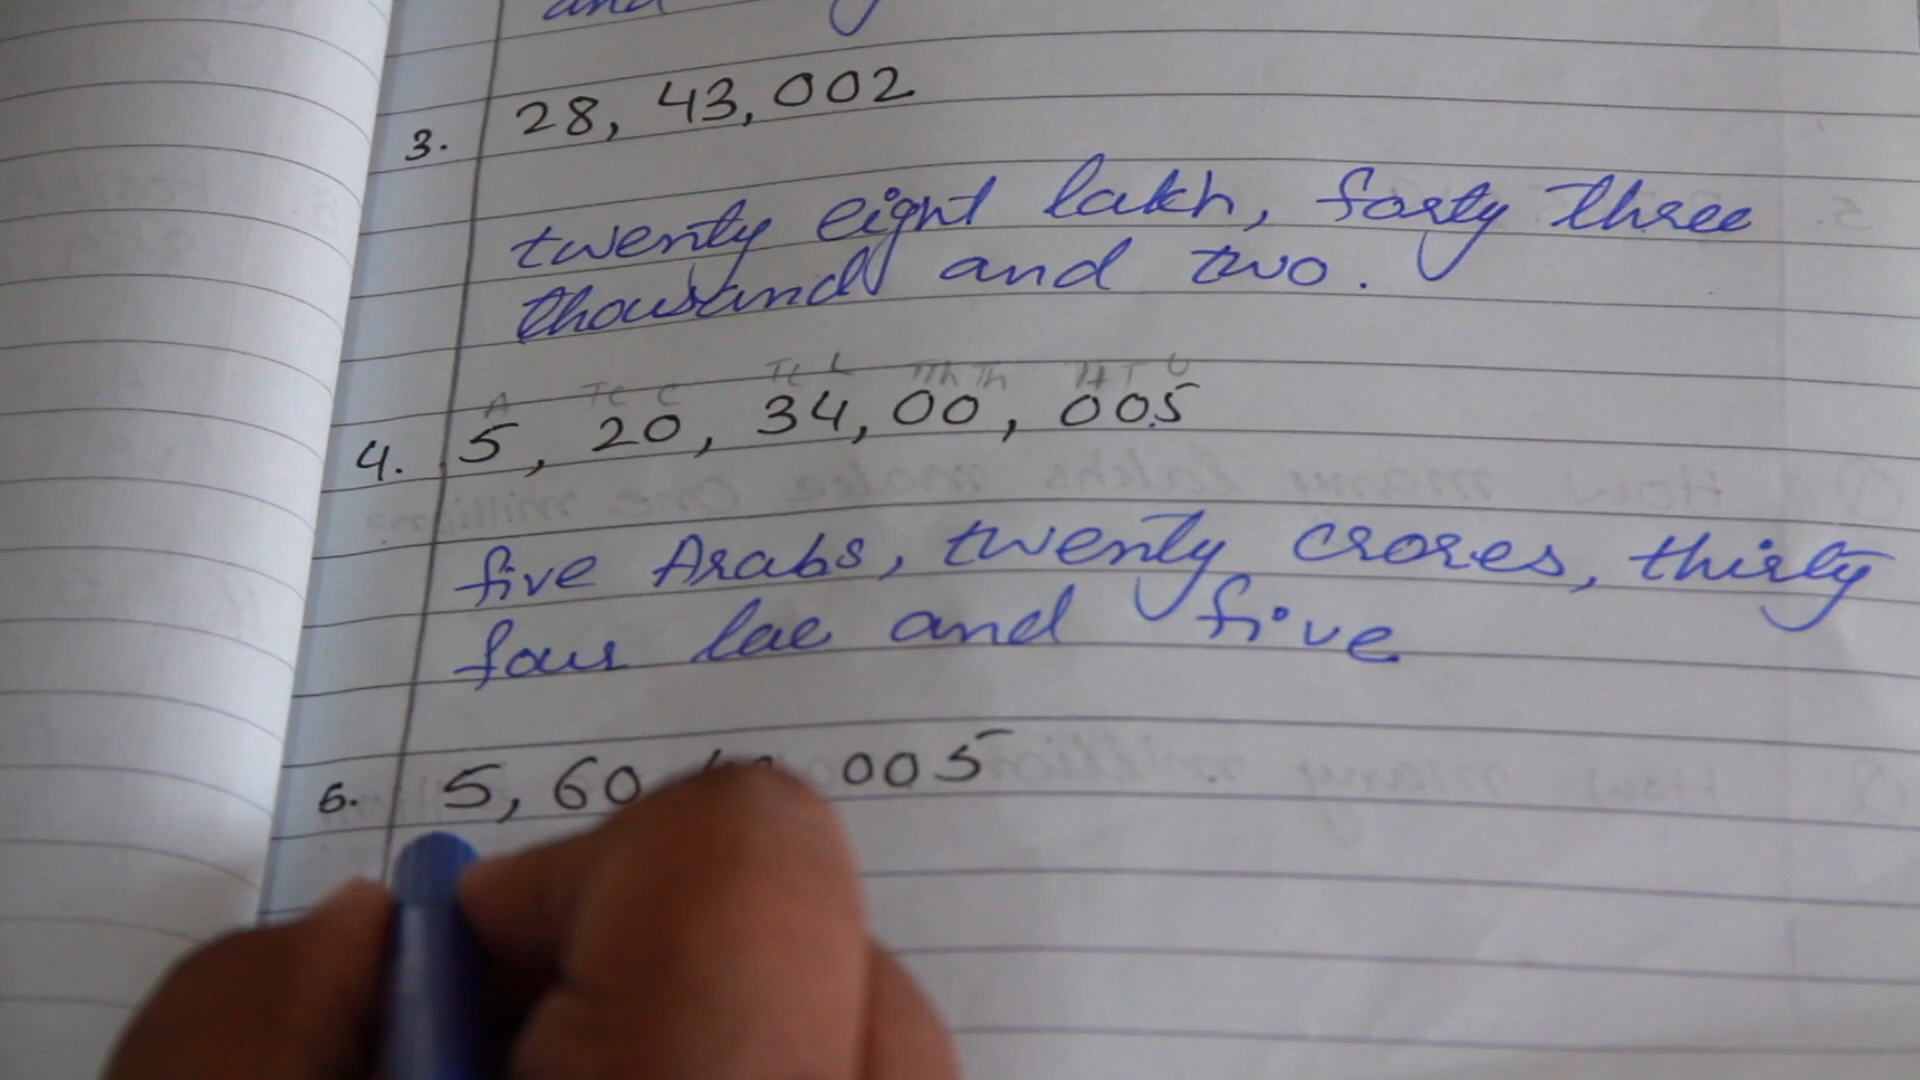 and
3. 28, 43,002
twenty eight lakh, forty three
thousand and two.
A TC C TL L TTh Th H T U
4. 5, 20, 34,00, 005
five Arabs, twenty crores, thirty
four lac and five
5, 60 005